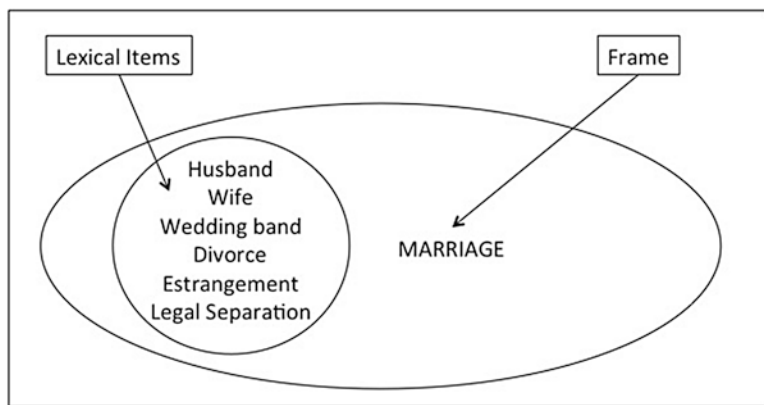 Lexical Items
Frame
Husband
Wife
Wedding band
Divorce
Estrangement
Legal Separation
MARRIAGE